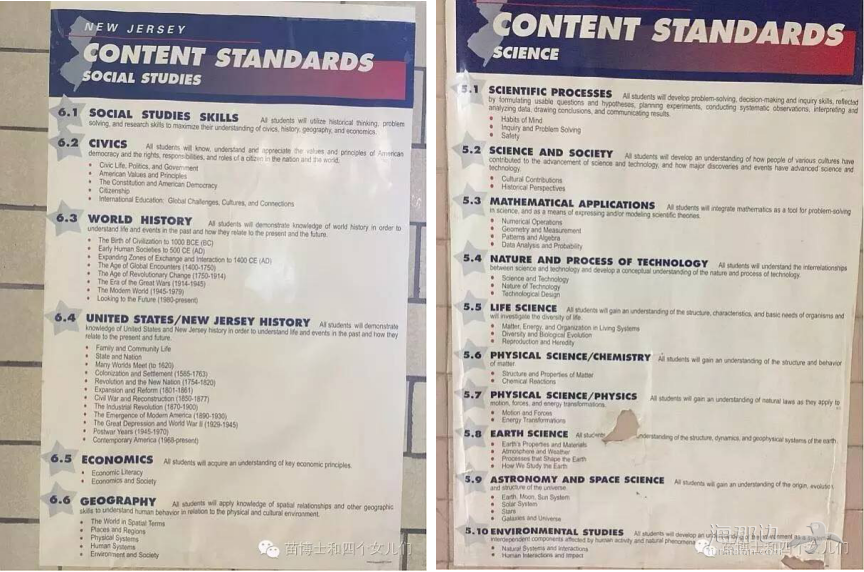 NEW JERSEY
CONTENT STANDARDS
SOCIAL STUDIES
6.1 SOCIAL STUDIES SKILLS All students will utilize historical thinking, problem
solving, and research skills to maximize their understanding of civics, history, geography, and economics.
6.2 CIVICS All students will know, understand and appreciate the values and principles of American
democracy and the rights, responsibilities, and roles of a citizen in the nation and the world.
Civic Life, Politics, and Government
American Values and Principles
The Constitution and American Democracy
Citizenship
International Education: Global Challenges, Cultures, and Connections
6.3 WORLD HISTORY All students will demonstrate knowledge of world history in order to
understand life and events in the past and how they relate to the present and the future.
The Birth of Civilization to 1000 BCE (BC)
Early Human Societies to 500 CE (AD)
Expanding Zones of Exchange and Interaction to 1400 CE (AD)
The Age of Global Encounters (1400-1750)
The Age of Revolutionary Change (1750-1914)
The Era of the Great Wars (1914-1945)
The Modern World (1945-1979)
Looking to the Future (1980-present)
6.4 UNITED STATES/NEW JERSEY HISTORY All students will demonstrate
knowledge of United States and New Jersey history in order to understand life and events in the past and how they
relate to the present and future.
Family and Community Life
State and Nation
Many Worlds Meet (to 1620)
Colonization and Settlement (1585-1763)
Revolution and the New Nation (1754-1820)
Expansion and Reform (1801-1861)
Civil War and Reconstruction (1850-1877)
The Industrial Revolution (1870-1900)
The Emergence of Modern America (1890-1930)
The Great Depression and World War II (1929-1945)
Postwar Years (1945-1970)
Contemporary America (1968-present)
6.5 ECONOMICS All students will acquire an understanding of key economic principles.
Economic Literacy
Economics and Society
6.6 GEOGRAPHY All students will apply knowledge of spatial relationships and other geographic
skills to understand human behavior in relation to the physical and cultural environment.
The World in Spatial Terms
Places and Regions
Physical Systems
Human Systems
Environment and Society
苗博士和四个女儿们
CONTENT STANDARDS
SCIENCE
5.1 SCIENTIFIC PROCESSES All students will develop problem-solving, decision-making and inquiry skills, reflected
by formulating usable questions and hypotheses, planning experiments, conducting systematic observations, interpreting and
analyzing data, drawing conclusions, and communicating results.
Habits of Mind
Inquiry and Problem Solving
Safety
5.2 SCIENCE AND SOCIETY All students will develop an understanding of how people of various cultures have
contributed to the advancement of science and technology, and how major discoveries and events have advanced science and
technology.
Cultural Contributions
Historical Perspectives
5.3 MATHEMATICAL APPLICATIONS All students will integrate mathematics as a tool for problem-solving
in science, and as a means of expressing and/or modeling scientific theories.
Numerical Operations
Geometry and Measurement
Patterns and Algebra
Data Analysis and Probability
5.4 NATURE AND PROCESS OF TECHNOLOGY All students will understand the interrelationships
between science and technology and develop a conceptual understanding of the nature and process of technology.
Science and Technology
Nature of Technology
Technological Design
5.5 LIFE SCIENCE All students will gain an understanding of the structure, characteristics, and basic needs of organisms and
will investigate the diversity of life.
Matter, Energy, and Organization in Living Systems
Diversity and Biological Evolution
Reproduction and Heredity
5.6 PHYSICAL SCIENCE/CHEMISTRY All students will gain an understanding of the structure and behavior
of matter.
Structure and Properties of Matter
Chemical Reactions
5.7 PHYSICAL SCIENCE/PHYSICS All students will gain an understanding of natural laws as they apply to
motion, forces, and energy transformations.
Motion and Forces
Energy Transformations
5.8 EARTH SCIENCE All understanding of the structure, dynamics, and geophysical systems of the earth.
Earth's Properties and Materials
Atmosphere and Weather
Processes that Shape the Earth
How We Study the Earth
5.9 ASTRONOMY AND SPACE SCIENCE All students will gain an understanding of the origin, evolution
and structure of the universe.
Earth, Moon, Sun System
Solar System
Stars
Galaxies and Universe
5.10 ENVIRONMENTAL STUDIES All students will develop an
interdependent components affected by human activity and natural phenomena
Natural Systems and Interactions
Human Interactions and Impact
海那边
苗博士和四个女儿们